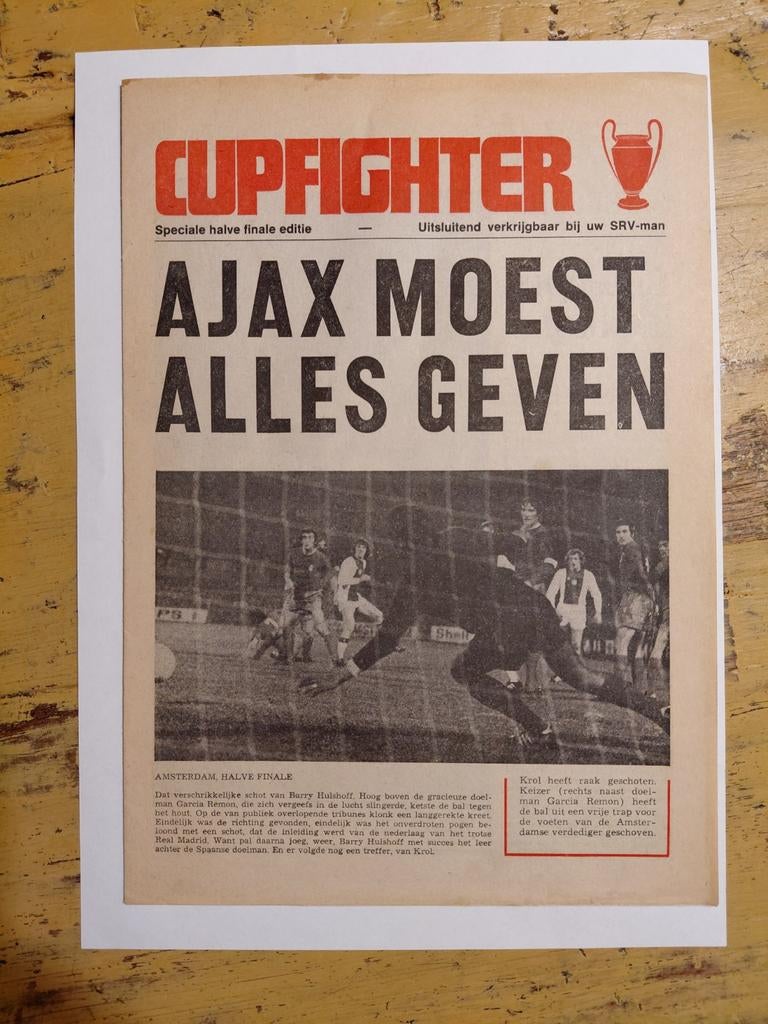 CUPFIGHTER
Speciale halve finale editie — Uitsluitend verkrijgbaar bij uw SRV-man
AJAX MOEST
ALLES GEVEN
PS
Shell
AMSTERDAM, HALVE FINALE
Dat verschrikkelijke schot van Barry Hulshoff. Hoog boven de gracieuze doel-
man Garcia Remon, die zich vergeefs in de lucht slingerde, ketste de bal tegen
het hout. Op de van publiek overlopende tribunes klonk een langgerekte kreet.
Eindelijk was de richting gevonden, eindelijk was het onverdroten pogen be-
loond met een schot, dat de inleiding werd van de nederlaag van het trotse
Real Madrid. Want pal daarna joeg, weer, Barry Hulshoff met succes het leer
achter de Spaanse doelman. En er volgde nog een treffer, van Krol.
Krol heeft raak geschoten.
Keizer (rechts naast doel-
man Garcia Remon) heeft
de bal uit een vrije trap voor
de voeten van de Amster-
damse verdediger geschoven.